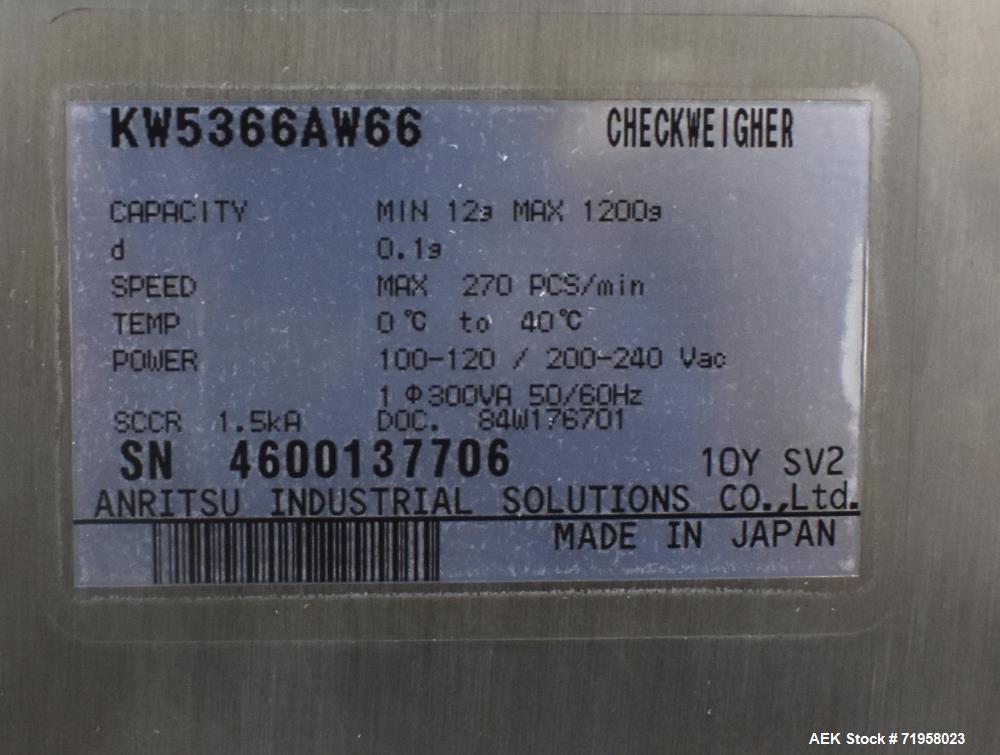 KW5366AW66 CHECKWEIGHER
CAPACITY MIN 12g MAX 1200g
d 0.1g
SPEED MAX 270 PCS/min
TEMP 0℃ to 40℃
POWER 100-120 / 200-240 Vac
1 Φ 300VA 50/60Hz
SCCR 1.5kA DOC. 84W176701
SN 4600137706 10Y SV2
ANRITSU INDUSTRIAL SOLUTIONS CO.,Ltd.
MADE IN JAPAN
AEK Stock # 71958023